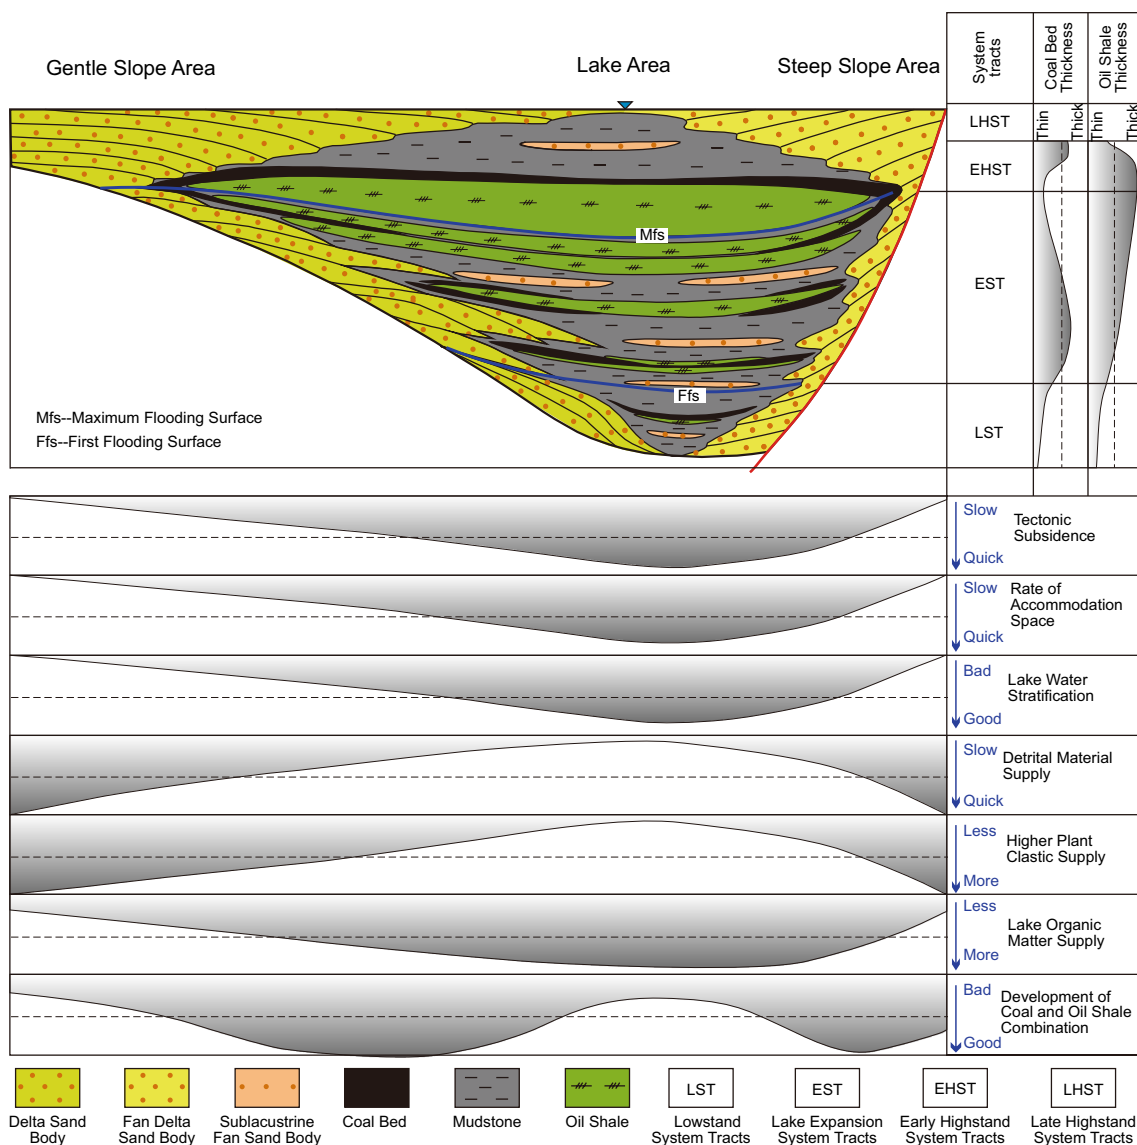 Gentle Slope Area
Lake Area
Steep Slope Area
System
tracts
Coal Bed
Thickness
Oil Shale
Thickness
Thin
Thick
Thin
Thick
LHST
EHST
EST
LST
Mfs
Ffs
Mfs--Maximum Flooding Surface
Ffs--First Flooding Surface
Slow
Quick
Tectonic
Subsidence
Slow
Quick
Rate of
Accommodation
Space
Bad
Good
Lake Water
Stratification
Slow
Quick
Detrital Material
Supply
Less
More
Higher Plant
Clastic Supply
Less
More
Lake Organic
Matter Supply
Bad
Good
Development of
Coal and Oil Shale
Combination
LST
EST
EHST
LHST
Delta Sand
Body
Fan Delta
Sand Body
Sublacustrine
Fan Sand Body
Coal Bed
Mudstone
Oil Shale
Lowstand
System Tracts
Lake Expansion
System Tracts
Early Highstand
System Tracts
Late Highstand
System Tracts